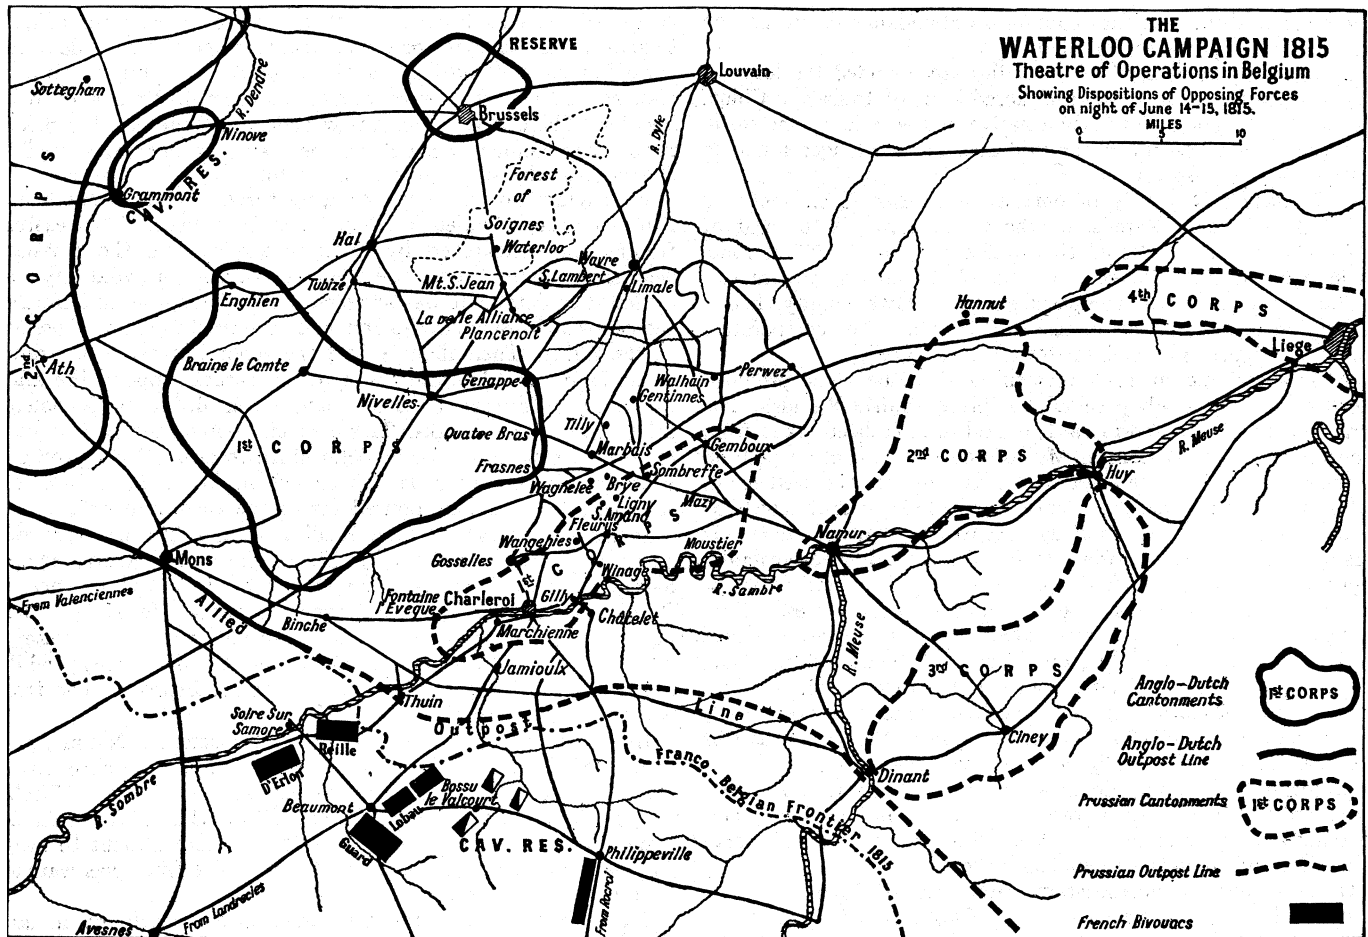 THE
WATERLOO CAMPAIGN 1815
Theatre of Operations in Belgium
Showing Dispositions of Opposing Forces
on night of June 14-15, 1815.
MILES
0 5 10
RESERVE
Louvain
Sottegham
R. Dendre
Brussels
Ninove
R. Dyle
CAV. RES.
Grammont
Forest
of
Soignes
Waterloo
Hal
Wavre
S. Lambert
Tubize
Mt. S. Jean
Limale
Enghien
La Belle Alliance
Plancenoit
Hannut
4th CORPS
Liege
2nd CORPS
Ath
Braine le Comte
Genappe
Walhain
Perwez
Gentinnes
Nivelles
Tilly
Quatre Bras
1st CORPS
Marbais
Gemboux
2nd CORPS
R. Meuse
Frasnes
Sombreffe
Huy
Waghelee
Brye
Ligny
Mazy
S. Amand
Fleurus
Namur
Wangenies
Moustier
Mons
Gosselles
1st CORPS
Winage
R. Sambre
From Valenciennes
Fontaine
l'Eveque
Charleroi
Gilly
Châtelet
Allied
Binche
Marchienne
R. Meuse
Jamioulx
3rd CORPS
Thuin
Outpost
Line
Solre Sur
Samore
Reille
Ciney
D'Erlon
Franco-Belgian Frontier 1815
Dinant
R. Sombre
Bossu
le Valcourt
Beaumont
Lobau
Guard
CAV. RES.
Philippeville
From Rocroi
From Landrecies
Avesnes
Anglo-Dutch
Cantonments
1st CORPS
Anglo-Dutch
Outpost Line
Prussian Cantonments
1st CORPS
Prussian Outpost Line
French Bivouacs